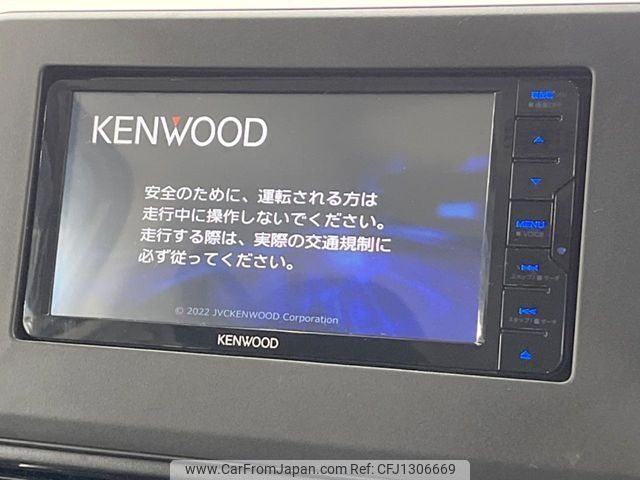 KENWOOD
安全のために、運転される方は
走行中に操作しないでください。
走行する際は、実際の交通規制に
必ず従ってください。
© 2022 JVCKENWOOD Corporation
KENWOOD
MENU
VOICE
www.CarFromJapan.com | CFJ1306669